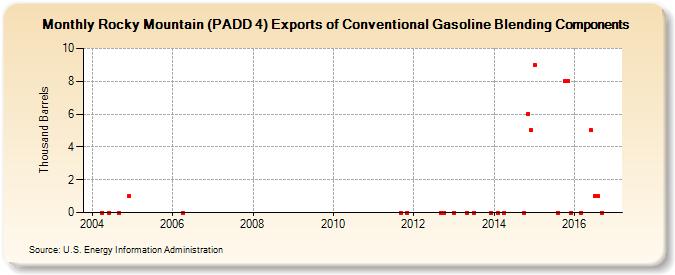 Monthly Rocky Mountain (PADD 4) Exports of Conventional Gasoline Blending Components
Thousand Barrels
10
8
6
4
2
0
2004 2006 2008 2010 2012 2014 2016
Source: U.S. Energy Information Administration